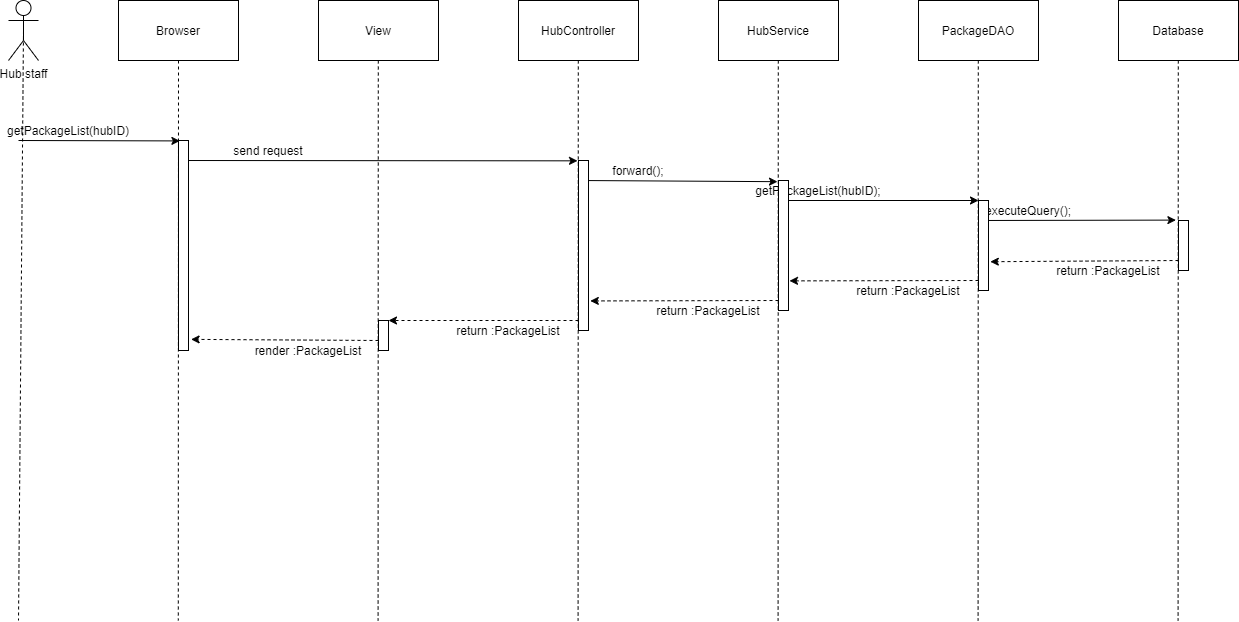 Browser
View
HubController
HubService
PackageDAO
Database
Hub staff
getPackageList(hubID)
send request
forward();
getPackageList(hubID);
executeQuery();
return :PackageList
return :PackageList
return :PackageList
return :PackageList
render :PackageList